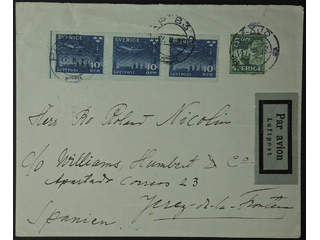 SVERIGE SVERIGE SVERIGE
LUFTPOST 10 LUFTPOST 10 LUFTPOST 10
ÖRE ÖRE ÖRE
SVERIGE
Par avion
Luftpost
Herr Bo Robert Nicolin
c/o Williams, Humbert & Co
Apartado Correos 23
Jerez-de-la-Frontera
Spanien